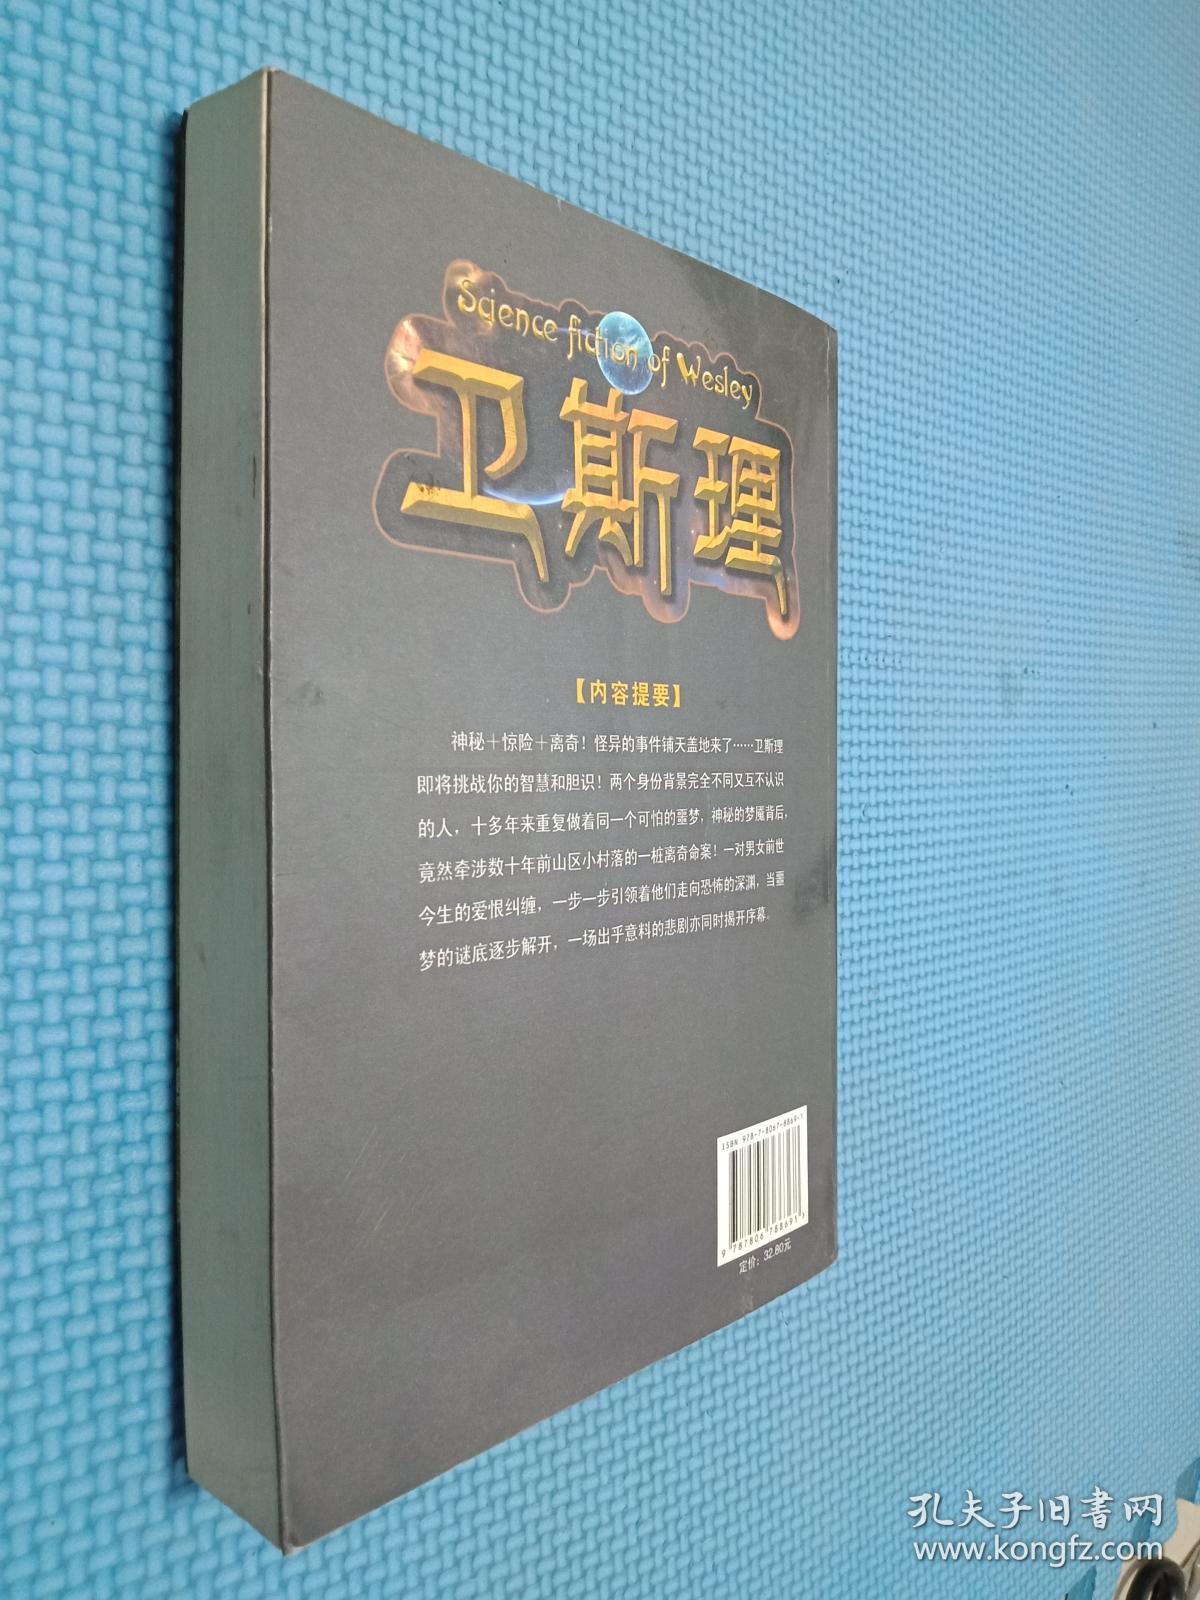 Science fiction of Wesley
卫斯理
【内容提要】
神秘＋惊险＋离奇！怪异的事件铺天盖地来了……卫斯理
即将挑战你的智慧和胆识！两个身份背景完全不同又互不认识
的人，十多年来重复做着同一个可怕的噩梦，神秘的梦魇背后，
竟然牵涉数十年前山区小村落的一桩离奇命案！一对男女前世
今生的爱恨纠缠，一步一步引领着他们走向恐怖的深渊，当噩
梦的谜底逐步解开，一场出乎意料的悲剧亦同时揭开序幕。
ISBN 978-7-8067-8869-1
9 787806 788691 >
定价：32.80元
孔夫子旧书网
www.kongfz.com